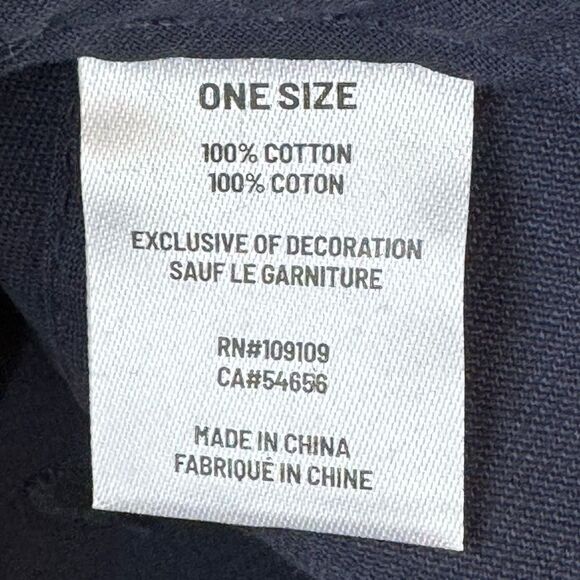 ONE SIZE
100% COTTON
100% COTON
EXCLUSIVE OF DECORATION
SAUF LE GARNITURE
RN#109109
CA#54656
MADE IN CHINA
FABRIQUÉ IN CHINE